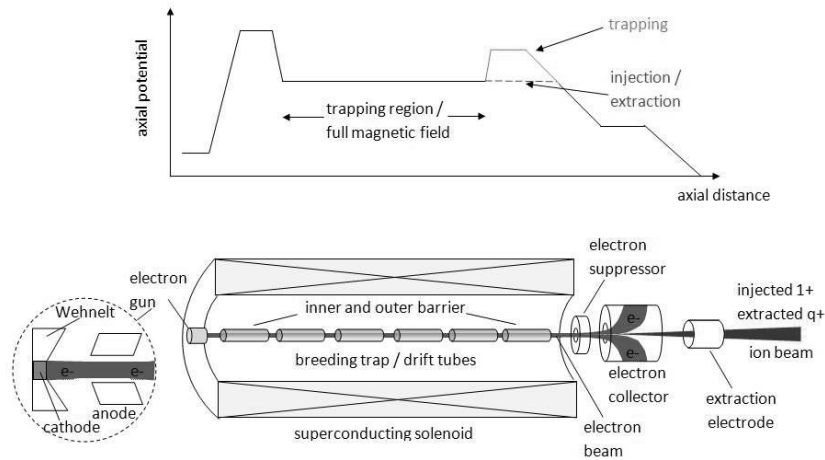 trapping
injection /
extraction
axial potential
trapping region /
full magnetic field
axial distance
electron
suppressor
electron
gun
injected 1+
extracted q+
Wehnelt
inner and outer barrier
e-
e-
e-
e-
ion beam
breeding trap / drift tubes
electron
collector
anode
cathode
extraction
electrode
superconducting solenoid
electron
beam